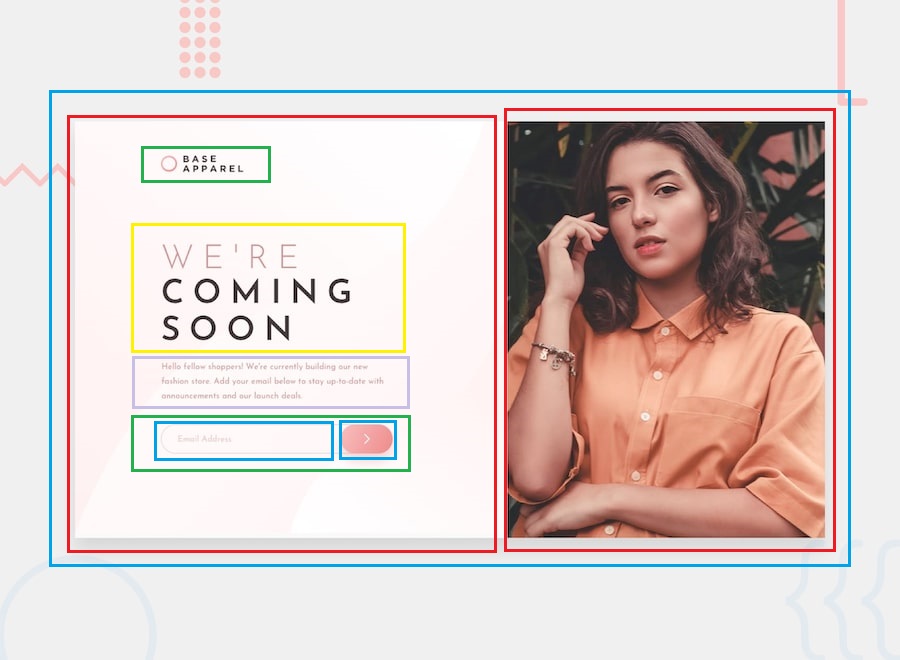 BASE
APPAREL
WE'RE
COMING
SOON
Hello fellow shoppers! We're currently building our new
fashion store. Add your email below to stay up-to-date with
announcements and our launch deals.
Email Address